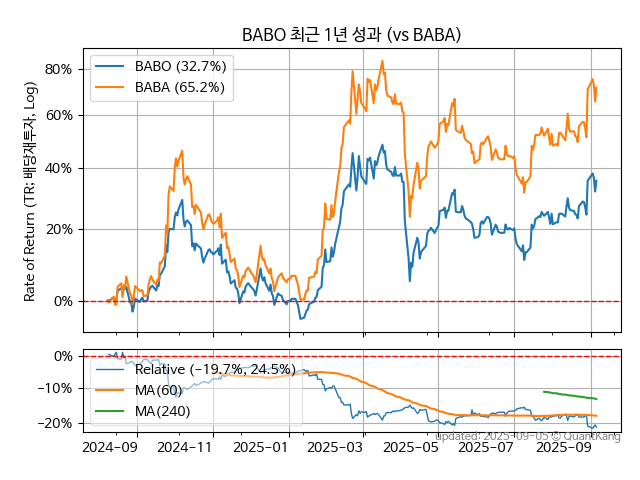 BABO 최근 1년 성과 (vs BABA)
Rate of Return (TR: 배당재투자, Log)
80%
60%
40%
20%
0%
BABO (32.7%)
BABA (65.2%)
0%
−10%
−20%
Relative (−19.7%, 24.5%)
MA(60)
MA(240)
2024-09
2024-11
2025-01
2025-03
2025-05
2025-07
2025-09
Updated: 2025-09-05 © QuantKang